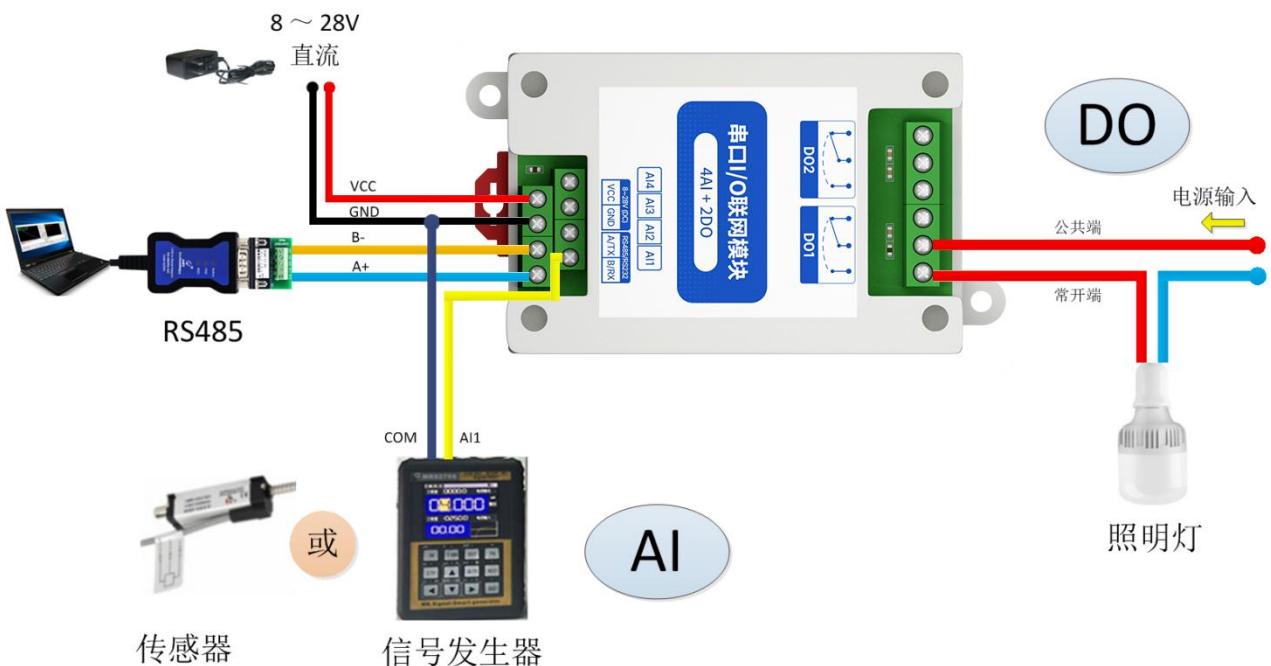 8 ～ 28V
直流
VCC
GND
B-
A+
RS485
COM
AI1
传感器
或
信号发生器
AI
串口I/O联网模块
4AI + 2DO
AI4
AI3
AI2
AI1
8~28V (DC)
RS485/RS232
VCC
GND
A/TX
B/RX
DO2
DO1
DO
电源输入
公共端
常开端
照明灯
00.00